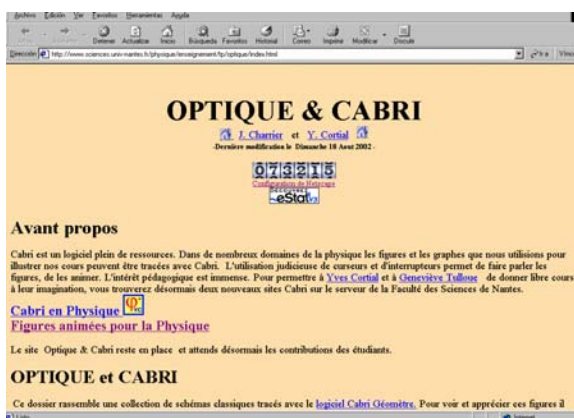 Archivo Edición Ver Favoritos Herramientas Ayuda
Detener Actualizar Inicio Búsqueda Favoritos Historial Correo Imprimir Modificar Discutir
Dirección http://www.sciences.univ-nantes.fr/physique/enseignement/tp/optique/index.html Ir a Vínc
OPTIQUE & CABRI
J. Charrier et Y. Cortial
-Derniere modification le Dimanche 18 Aout 2002-
073215
Configuration de Netscape
eStat
Avant propos
Cabri est un logiciel plein de ressources. Dans de nombreux domaines de la physique les figures et les graphes que nous utilisions pour
illustrer nos cours peuvent être tracées avec Cabri. L'utilisation judicieuse de curseurs et d'interrupteurs permet de faire parler les
figures, de les animer. L'intérêt pédagogique est immense. Pour permettre à Yves Cortial et à Geneviève Tulloue de donner libre cours
à leur imagination, vous trouverez désormais deux nouveaux sites Cabri sur le serveur de la Faculté des Sciences de Nantes.
Cabri en Physique
Figures animées pour la Physique
Le site Optique & Cabri reste en place et attends désormais les contributions des étudiants.
OPTIQUE et CABRI
Ce dossier rassemble une collection de schémas classiques tracés avec le logiciel Cabri Géomètre. Pour voir et apprécier ces figures il
Internet